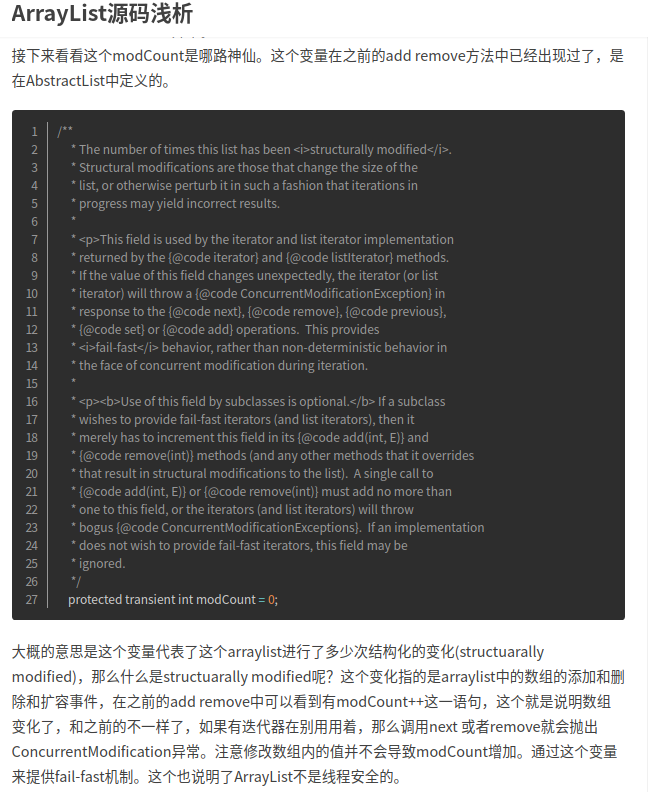 ArrayList源码浅析
接下来看看这个modCount是哪路神仙。这个变量在之前的add remove方法中已经出现过了，是
在AbstractList中定义的。
1 /**
2 * The number of times this list has been <i>structurally modified</i>.
3 * Structural modifications are those that change the size of the
4 * list, or otherwise perturb it in such a fashion that iterations in
5 * progress may yield incorrect results.
6 *
7 * <p>This field is used by the iterator and list iterator implementation
8 * returned by the {@code iterator} and {@code listIterator} methods.
9 * If the value of this field changes unexpectedly, the iterator (or list
10 * iterator) will throw a {@code ConcurrentModificationException} in
11 * response to the {@code next}, {@code remove}, {@code previous},
12 * {@code set} or {@code add} operations.  This provides
13 * <i>fail-fast</i> behavior, rather than non-deterministic behavior in
14 * the face of concurrent modification during iteration.
15 *
16 * <p><b>Use of this field by subclasses is optional.</b> If a subclass
17 * wishes to provide fail-fast iterators (and list iterators), then it
18 * merely has to increment this field in its {@code add(int, E)} and
19 * {@code remove(int)} methods (and any other methods that it overrides
20 * that result in structural modifications to the list).  A single call to
21 * {@code add(int, E)} or {@code remove(int)} must add no more than
22 * one to this field, or the iterators (and list iterators) will throw
23 * bogus {@code ConcurrentModificationExceptions}.  If an implementation
24 * does not wish to provide fail-fast iterators, this field may be
25 * ignored.
26 */
27 protected transient int modCount = 0;
大概的意思是这个变量代表了这个arraylist进行了多少次结构化的变化(structuarally
modified)，那么什么是structuarally modified呢？这个变化指的是arraylist中的数组的添加和删
除和扩容事件，在之前的add remove中可以看到有modCount++这一语句，这个就是说明数组
变化了，和之前的不一样了，如果有迭代器在别用用着，那么调用next 或者remove就会抛出
ConcurrentModification异常。注意修改数组内的值并不会导致modCount增加。通过这个变量
来提供fail-fast机制。这个也说明了ArrayList不是线程安全的。